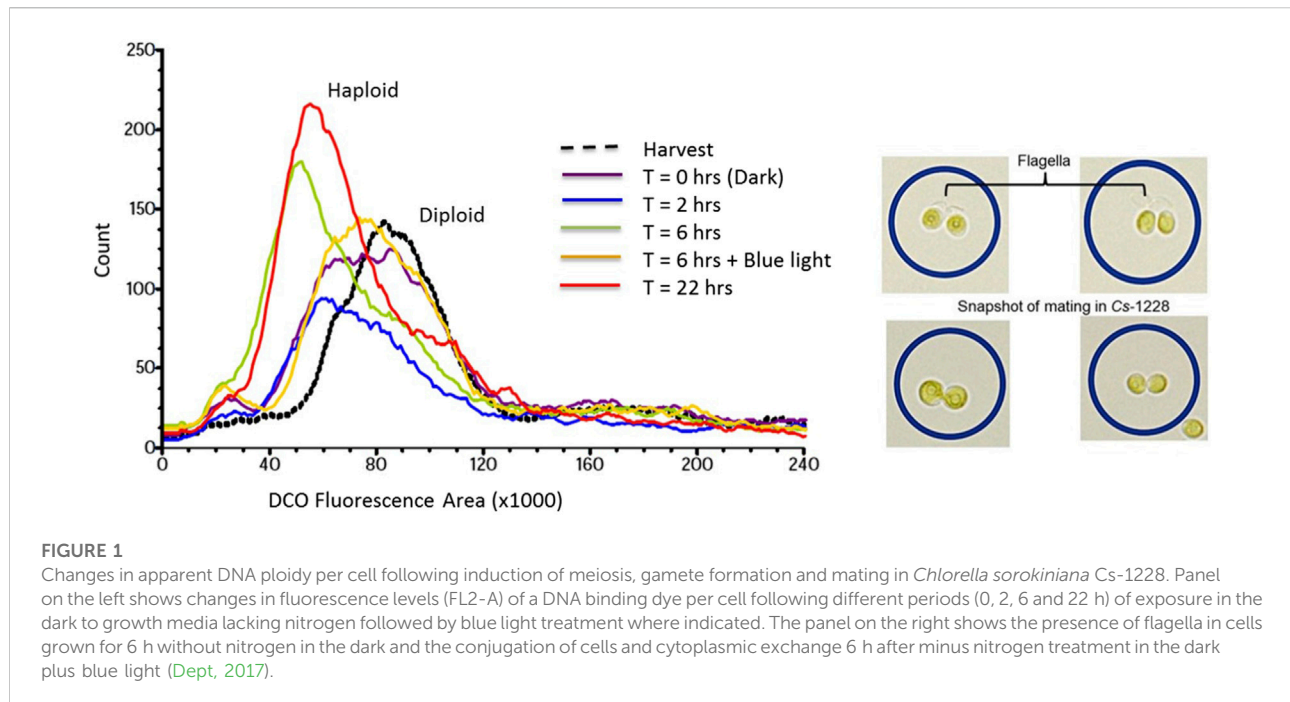 250
200
150
100
50
0
Count
0 40 80 120 160 200 240
DCO Fluorescence Area (x1000)
Haploid
Diploid
Harvest
T = 0 hrs (Dark)
T = 2 hrs
T = 6 hrs
T = 6 hrs + Blue light
T = 22 hrs
Flagella
Snapshot of mating in Cs-1228
FIGURE 1
Changes in apparent DNA ploidy per cell following induction of meiosis, gamete formation and mating in Chlorella sorokiniana Cs-1228. Panel
on the left shows changes in fluorescence levels (FL2-A) of a DNA binding dye per cell following different periods (0, 2, 6 and 22 h) of exposure in the
dark to growth media lacking nitrogen followed by blue light treatment where indicated. The panel on the right shows the presence of flagella in cells
grown for 6 h without nitrogen in the dark and the conjugation of cells and cytoplasmic exchange 6 h after minus nitrogen treatment in the dark
plus blue light (Dept, 2017).